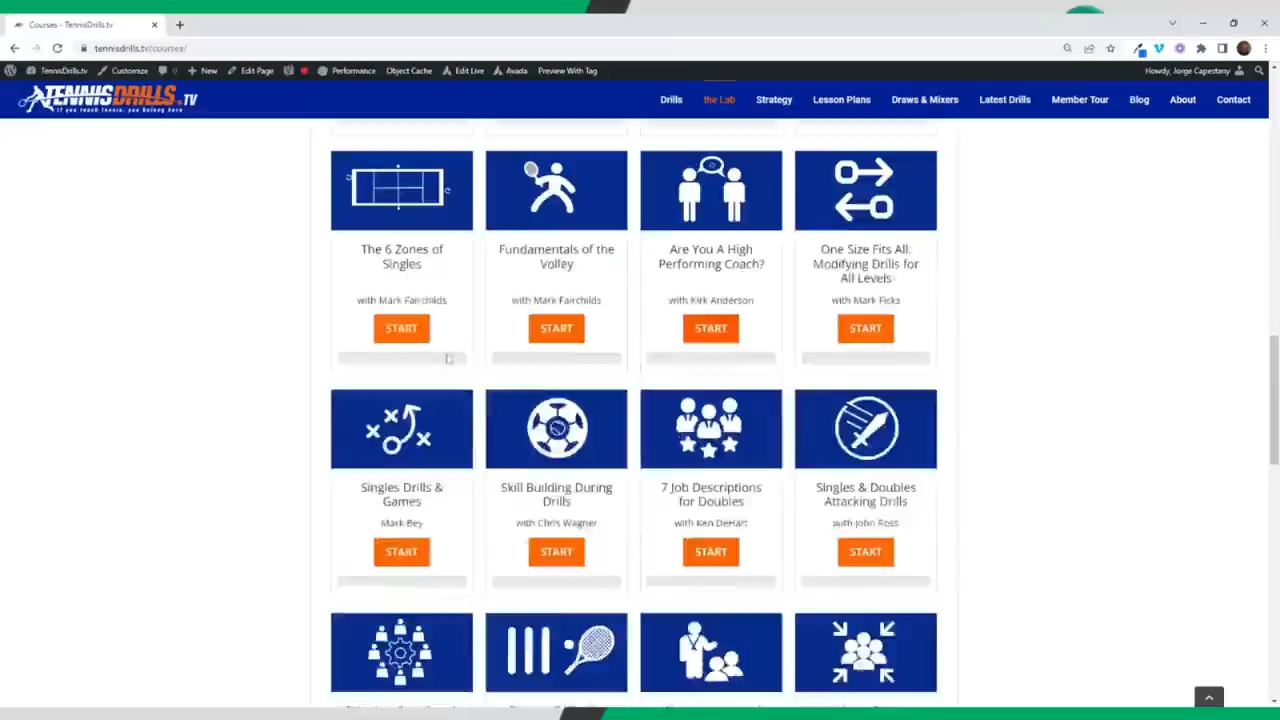 Courses - TennisDrills.tv
tennisdrills.tv/courses/
TennisDrills.tv Customize 0 New Edit Page Performance Object Cache Edit Live Avada Preview With Tag Howdy, Jorge Capestany
TENNISDRILLS.TV
If you teach tennis, you belong here
Drills the Lab Strategy Lesson Plans Draws & Mixers Latest Drills Member Tour Blog About Contact
The 6 Zones of
Singles
with Mark Fairchilds
START
Fundamentals of the
Volley
with Mark Fairchilds
START
Are You A High
Performing Coach?
with Kirk Anderson
START
One Size Fits All:
Modifying Drills for
All Levels
with Mark Ficks
START
Singles Drills &
Games
Mark Bey
START
Skill Building During
Drills
with Chris Wagner
START
7 Job Descriptions
for Doubles
with Ken DeHart
START
Singles & Doubles
Attacking Drills
with John Ross
START